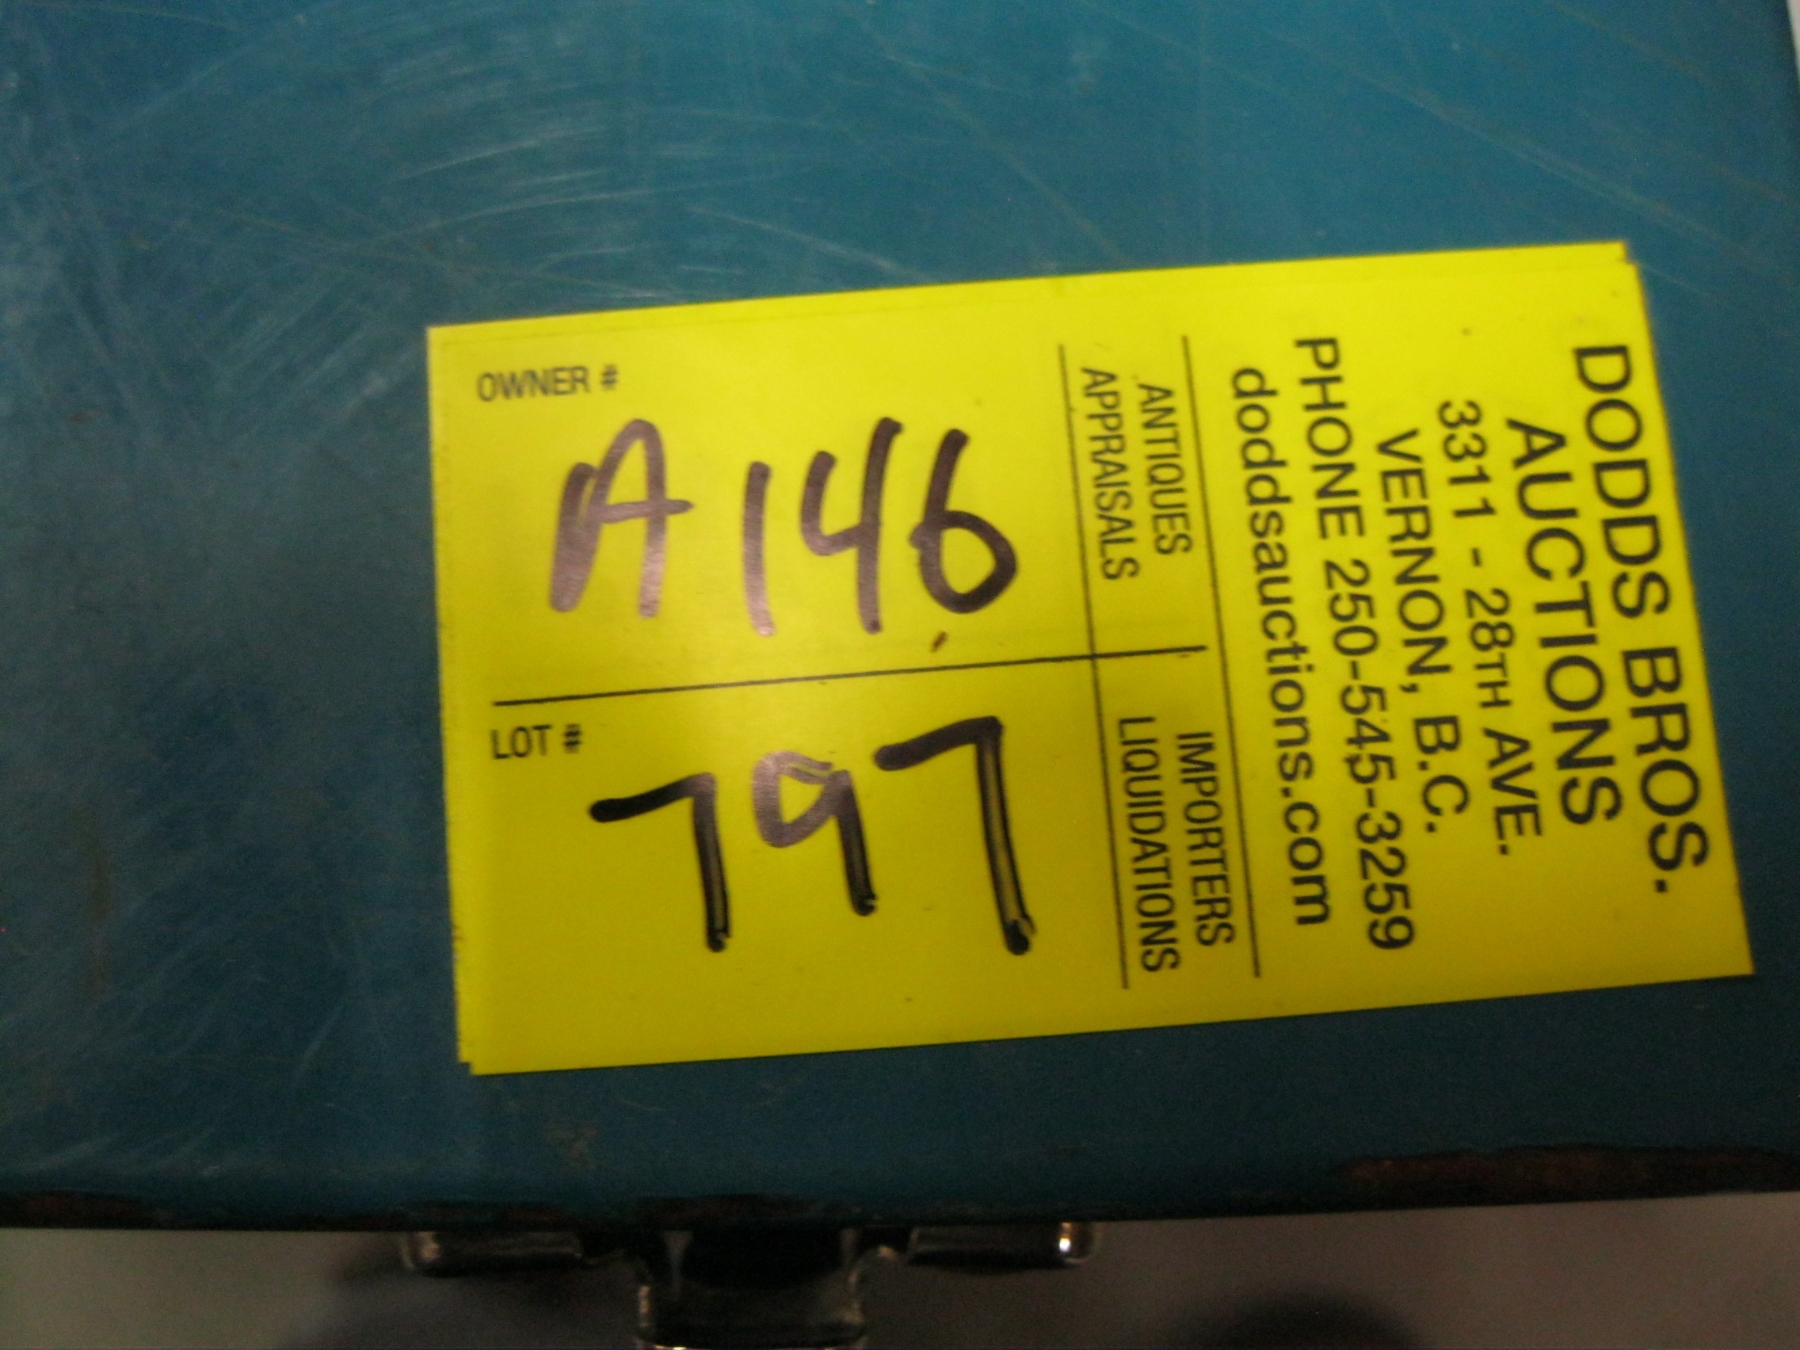 DODDS BROS.
AUCTIONS
3311 - 28TH AVE.
VERNON, B.C.
PHONE 250-545-3259
doddsauctions.com
ANTIQUES
APPRAISALS
IMPORTERS
LIQUIDATIONS
OWNER #
A146
LOT #
797